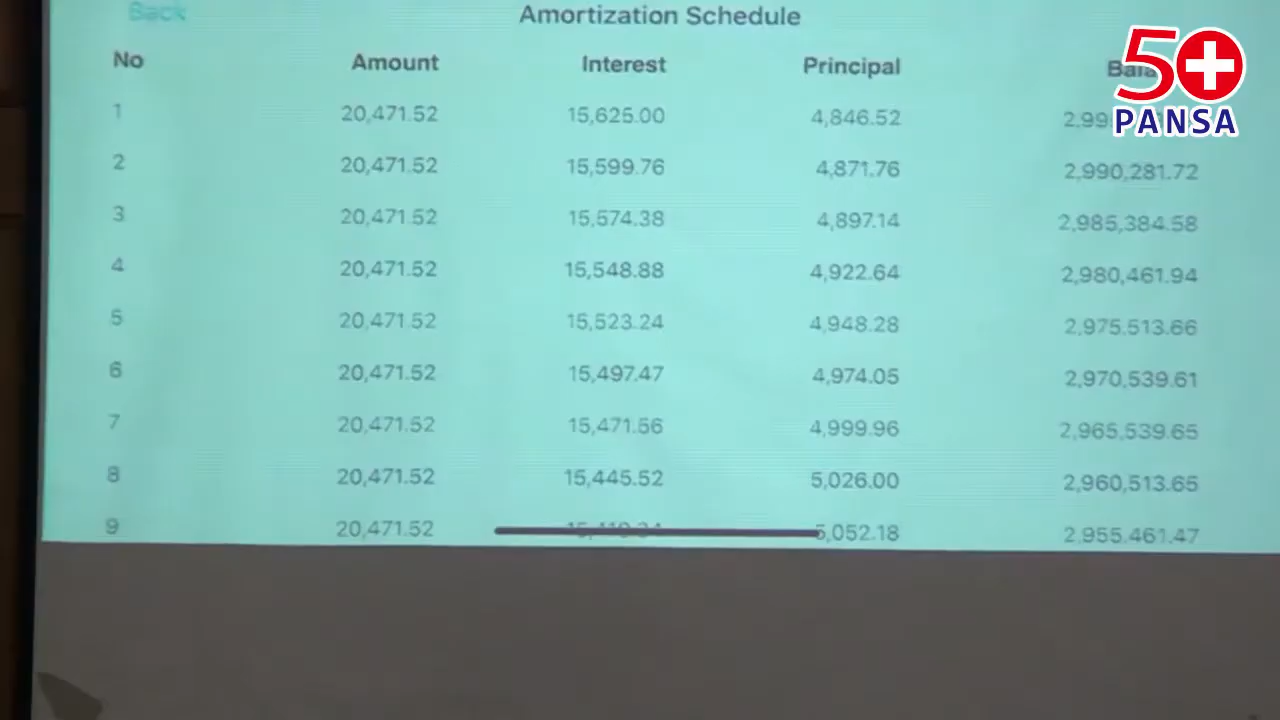 Back Amortization Schedule
No Amount Interest Principal
1 20,471.52 15,625.00 4,846.52
2 20,471.52 15,599.76 4,871.76 2,990,281.72
3 20,471.52 15,574.38 4,897.14 2,985,384.58
4 20,471.52 15,548.88 4,922.64 2,980,461.94
5 20,471.52 15,523.24 4,948.28 2,975,513.66
6 20,471.52 15,497.47 4,974.05 2,970,539.61
7 20,471.52 15,471.56 4,999.96 2,965,539.65
8 20,471.52 15,445.52 5,026.00 2,960,513.65
9 20,471.52 5,052.18 2,955,461.47
50+
PANSA